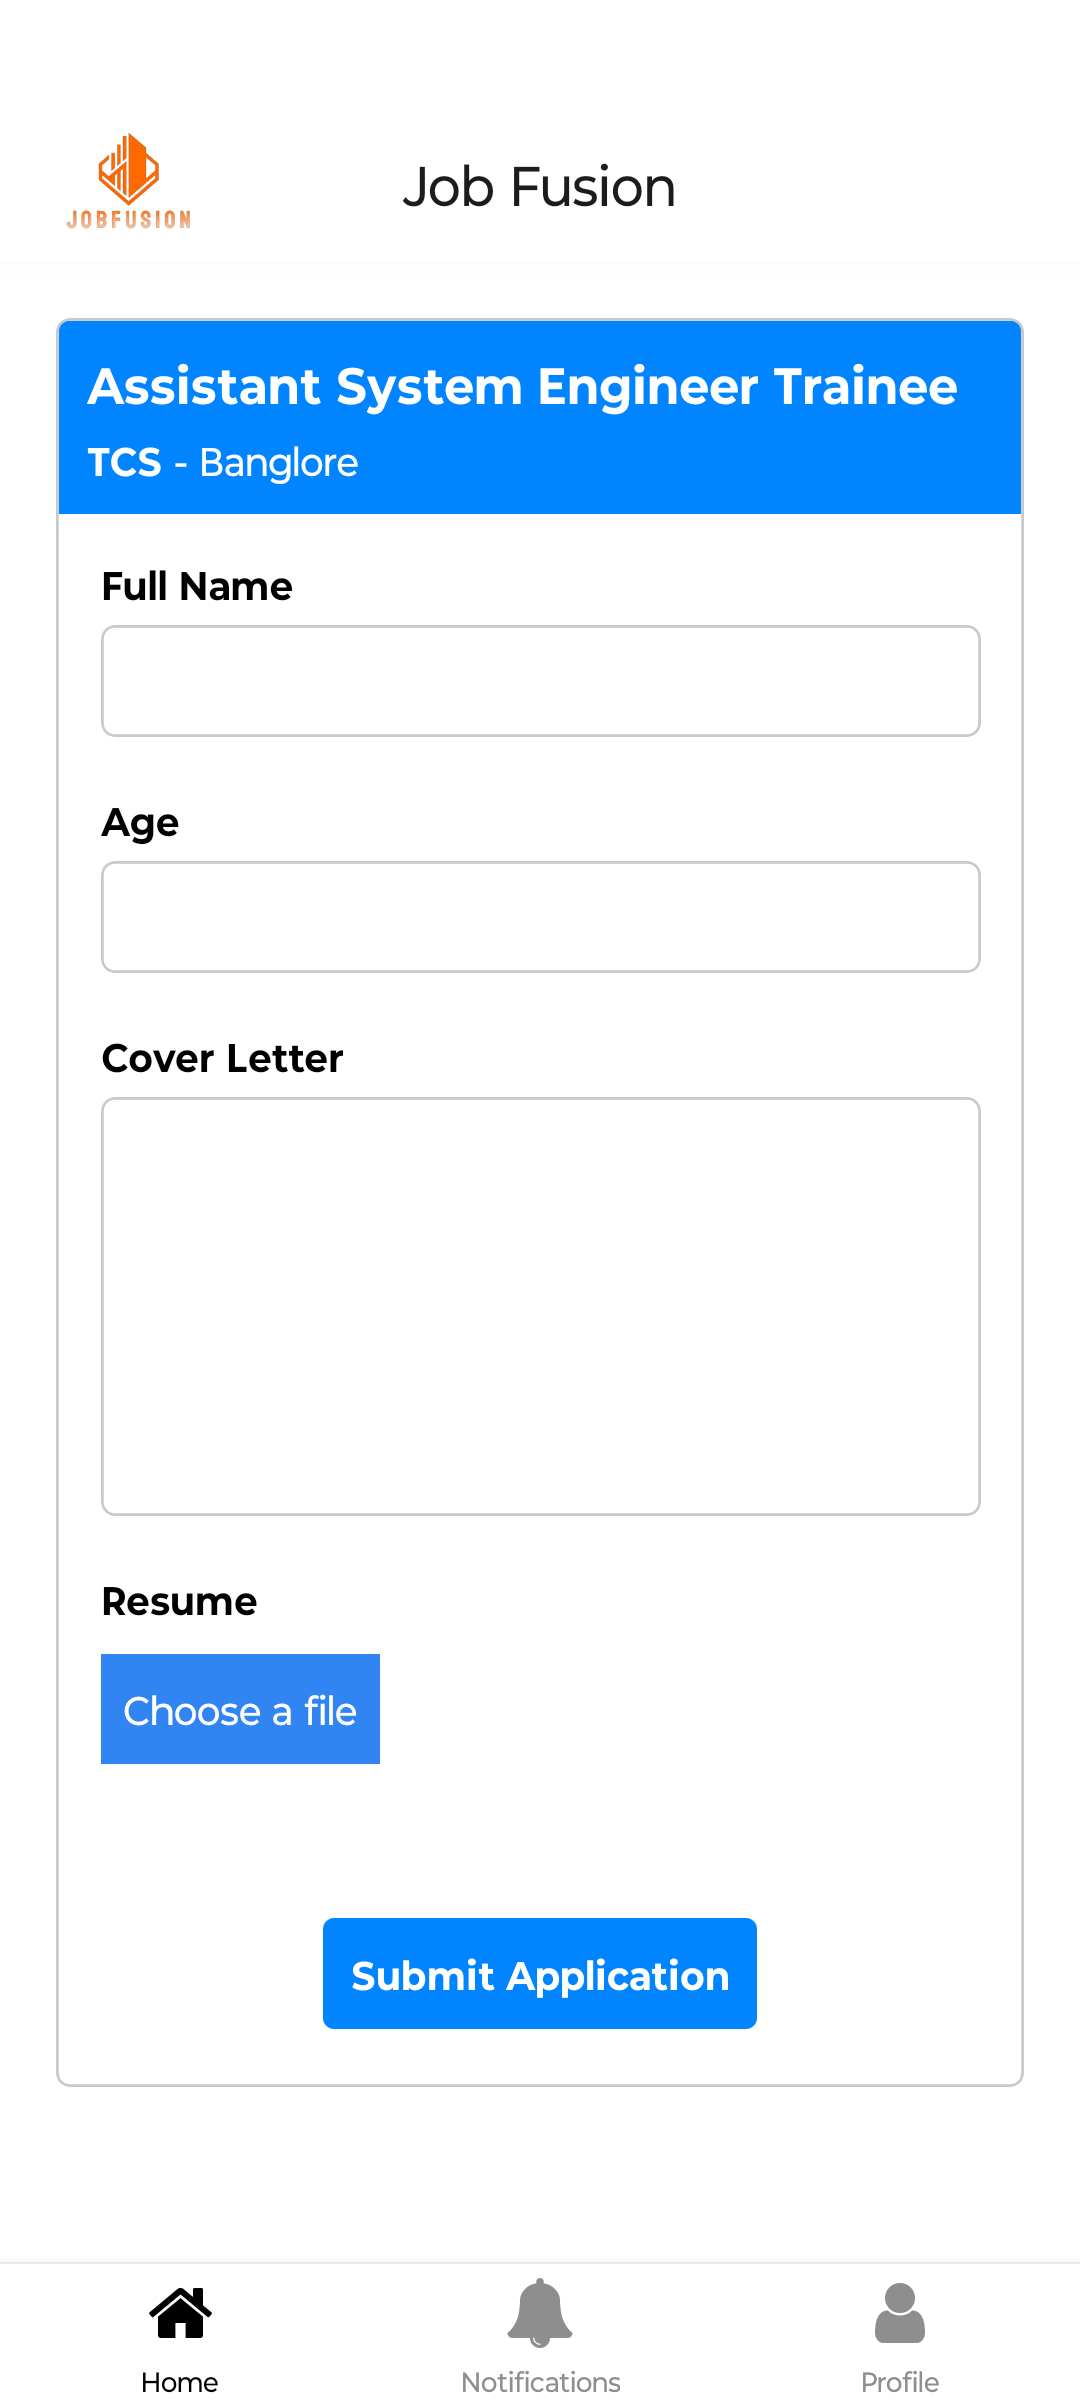 JOBFUSION
Job Fusion
Assistant System Engineer Trainee
TCS - Banglore
Full Name
Age
Cover Letter
Resume
Choose a file
Submit Application
Home
Notifications
Profile